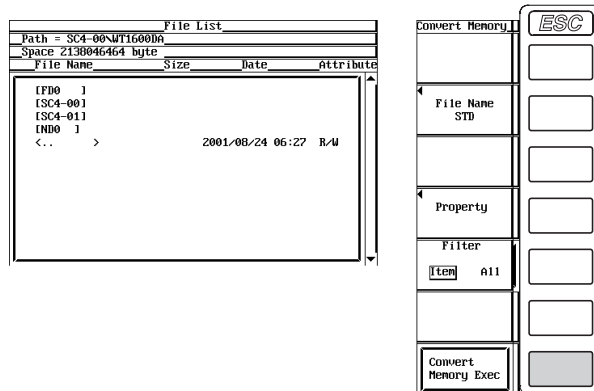 File List
Path = SC4-00\WT1600DA
Space 2138046464 byte
File Name Size Date Attribute
[FD0 ]
[SC4-00]
[SC4-01]
[ND0 ]
<.. > 2001/08/24 06:27 R/W
Convert Memory
ESC
File Name
STD
Property
Filter
Item All
Convert
Memory Exec